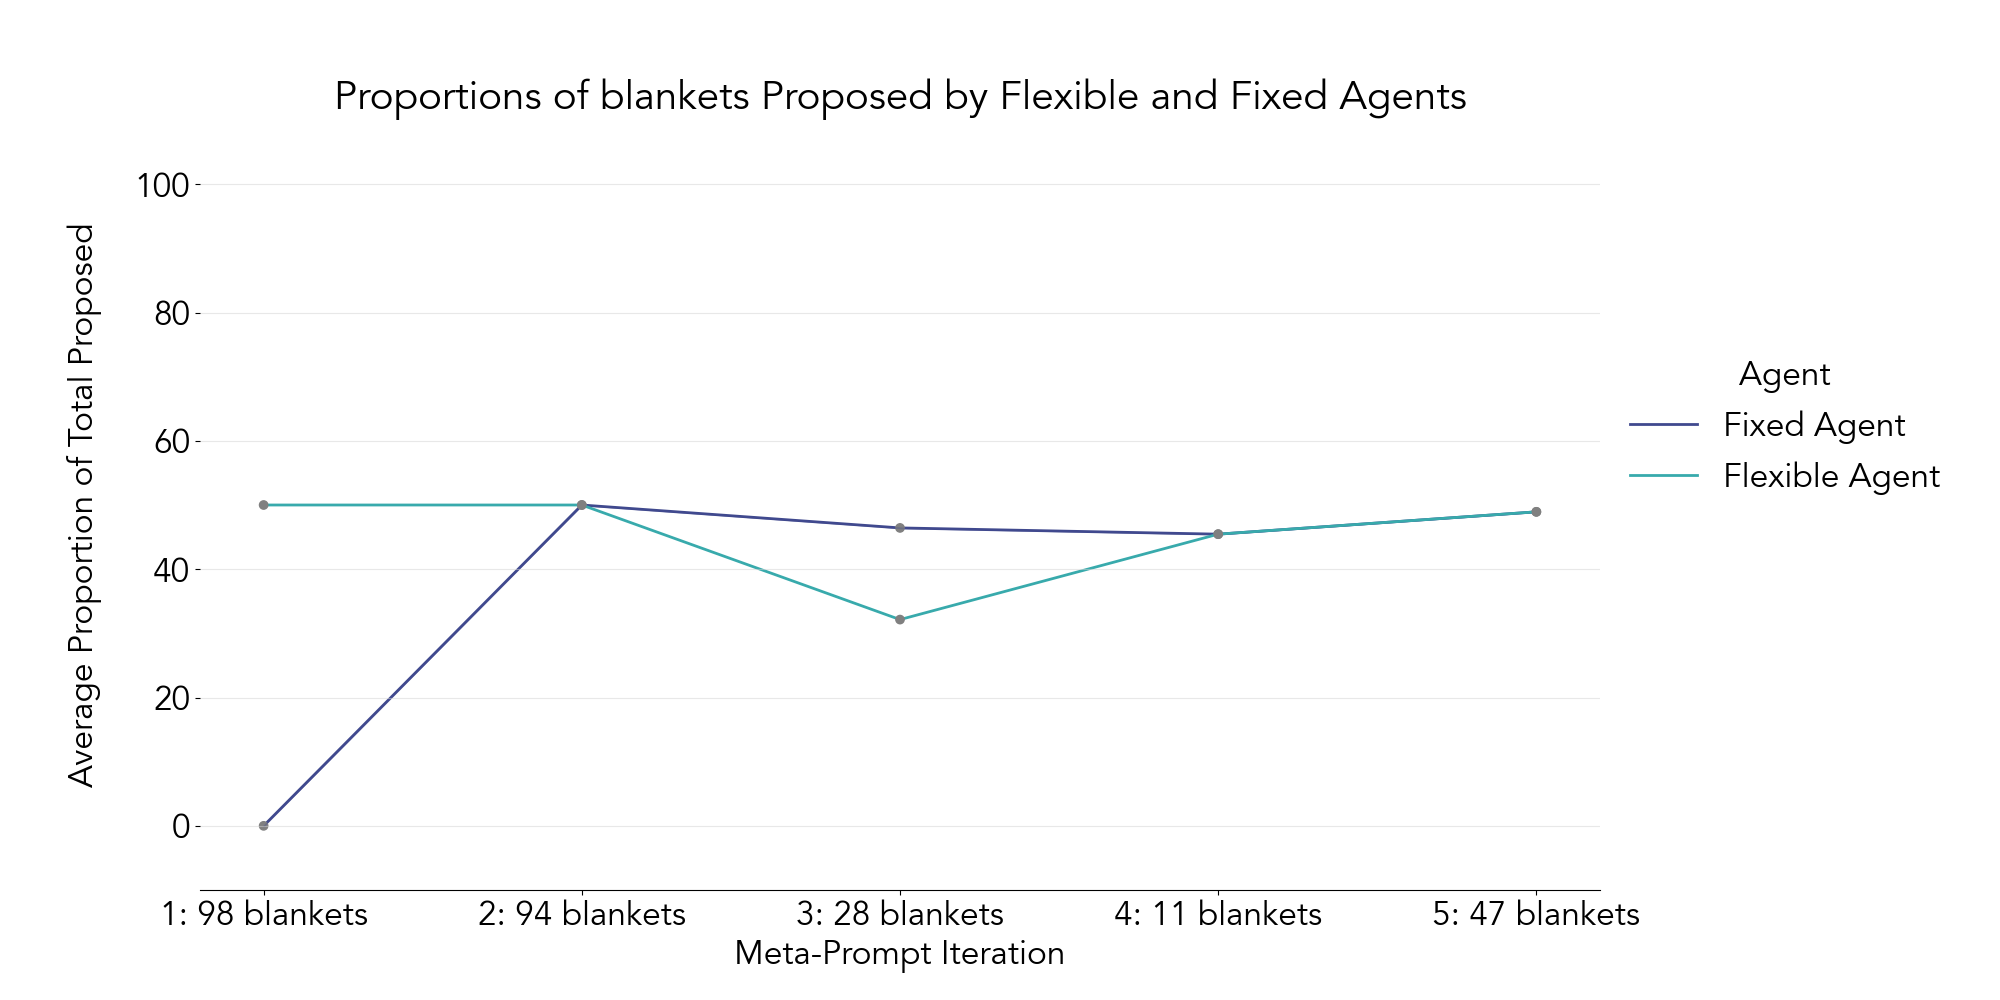 Proportions of blankets Proposed by Flexible and Fixed Agents
Average Proportion of Total Proposed
100
80
60
40
20
0
1: 98 blankets
2: 94 blankets
3: 28 blankets
4: 11 blankets
5: 47 blankets
Meta-Prompt Iteration
Agent
Fixed Agent
Flexible Agent